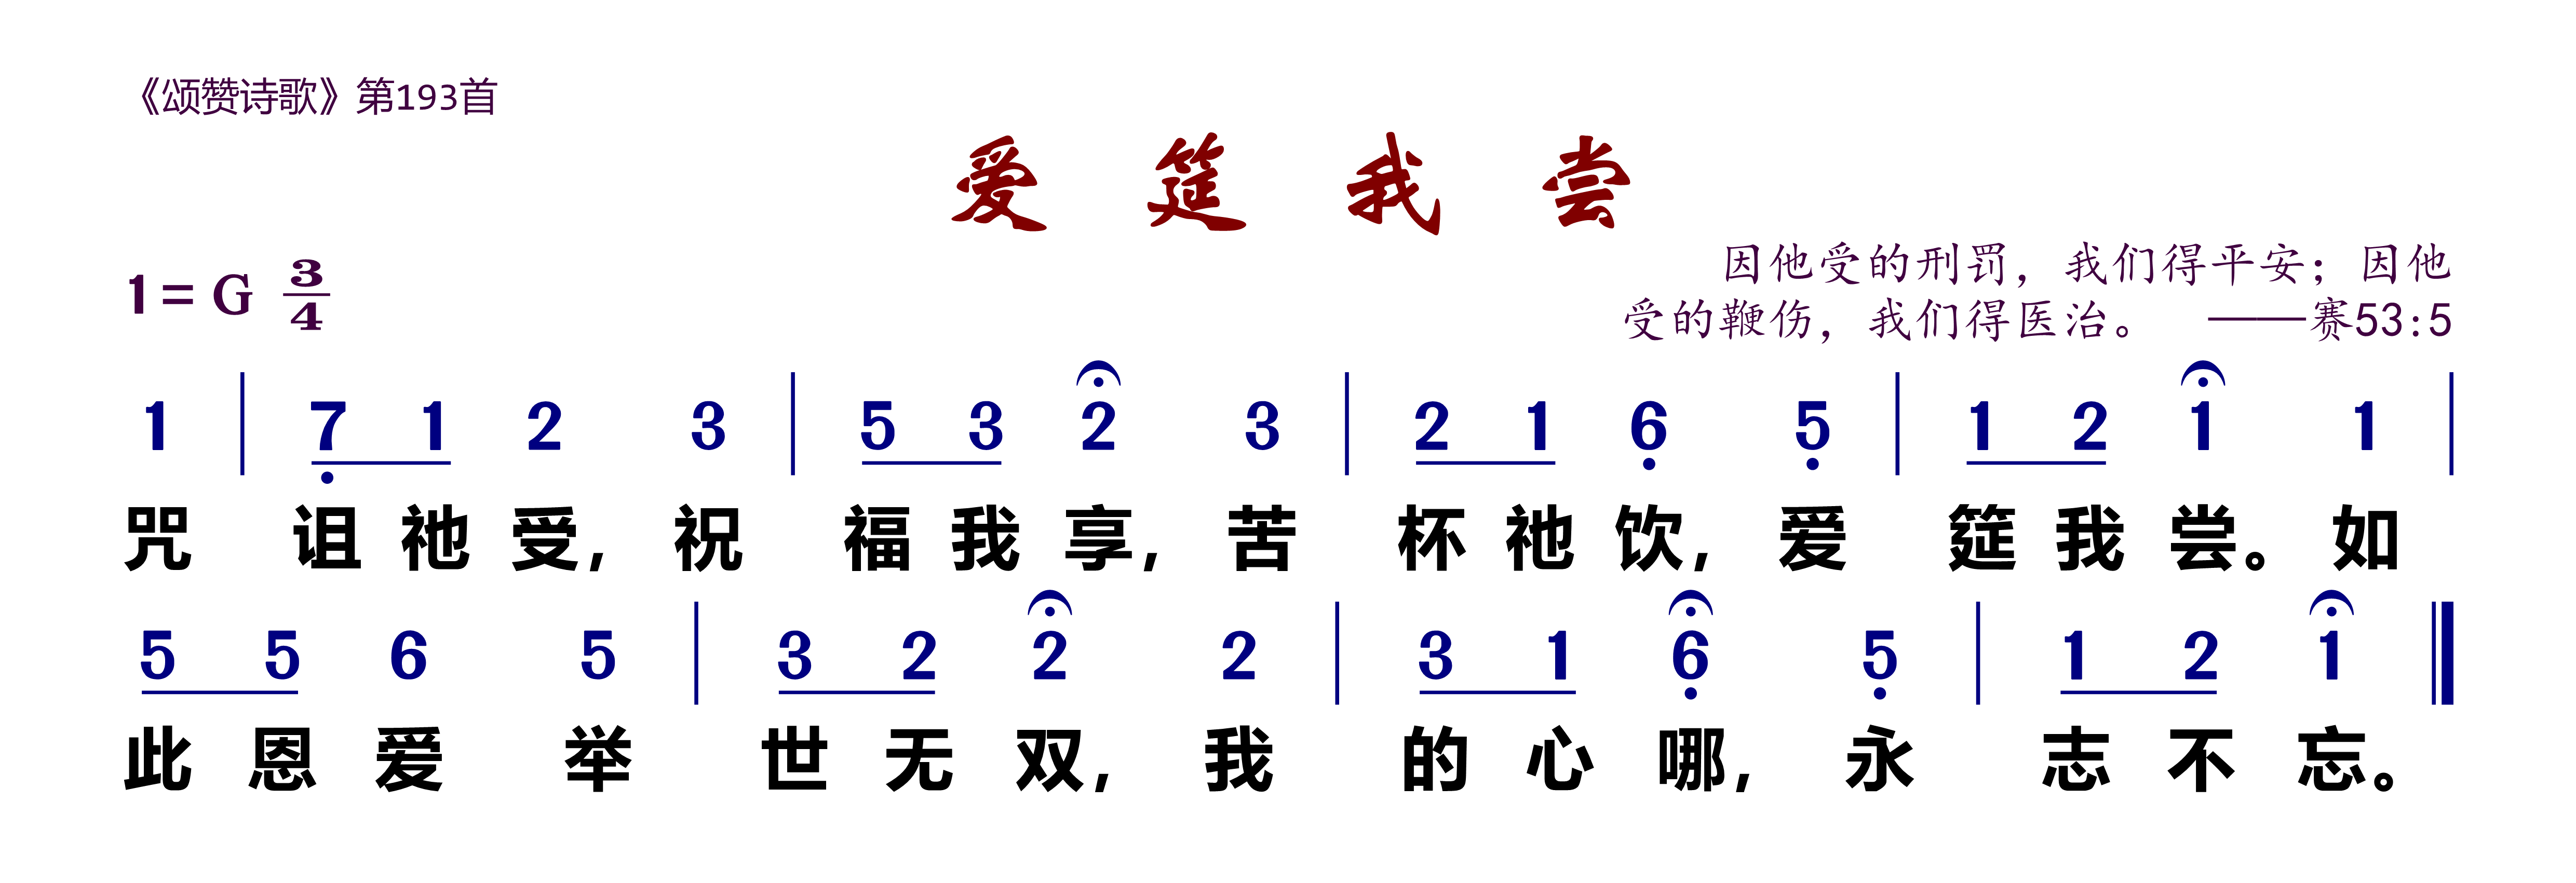 《颂赞诗歌》第193首
爱筵我尝
因他受的刑罚，我们得平安；因他
1= G 3/4
受的鞭伤，我们得医治。 ——赛53:5
1 | 7 1 2 3 | 5 3 2 3 | 2 1 6 5 | 1 2 1 1 |
咒 诅 祂 受， 祝 福 我 享， 苦 杯 祂 饮， 爱 筵 我 尝。 如
5 5 6 5 | 3 2 2 2 | 3 1 6 5 | 1 2 1 ‖
此 恩 爱 举 世 无 双， 我 的 心 哪， 永 志 不 忘。